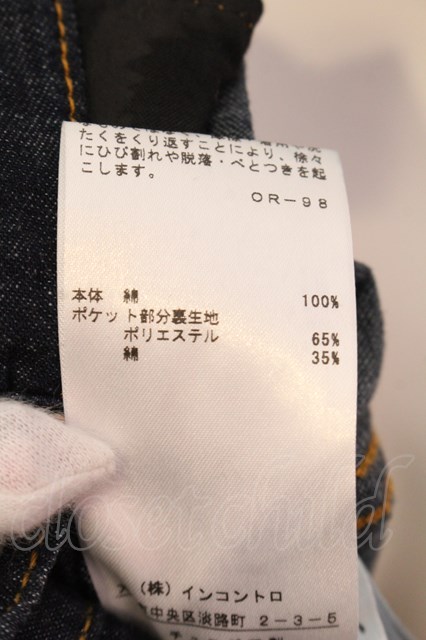 たくをくり返すことにより、徐々
にひび割れや脱落・べとつきを起
こします。
OR-98
本体 綿 100%
ポケット部分裏生地
ポリエステル 65%
綿 35%
(株)インコントロ
中央区淡路町 2-3-5
closet child